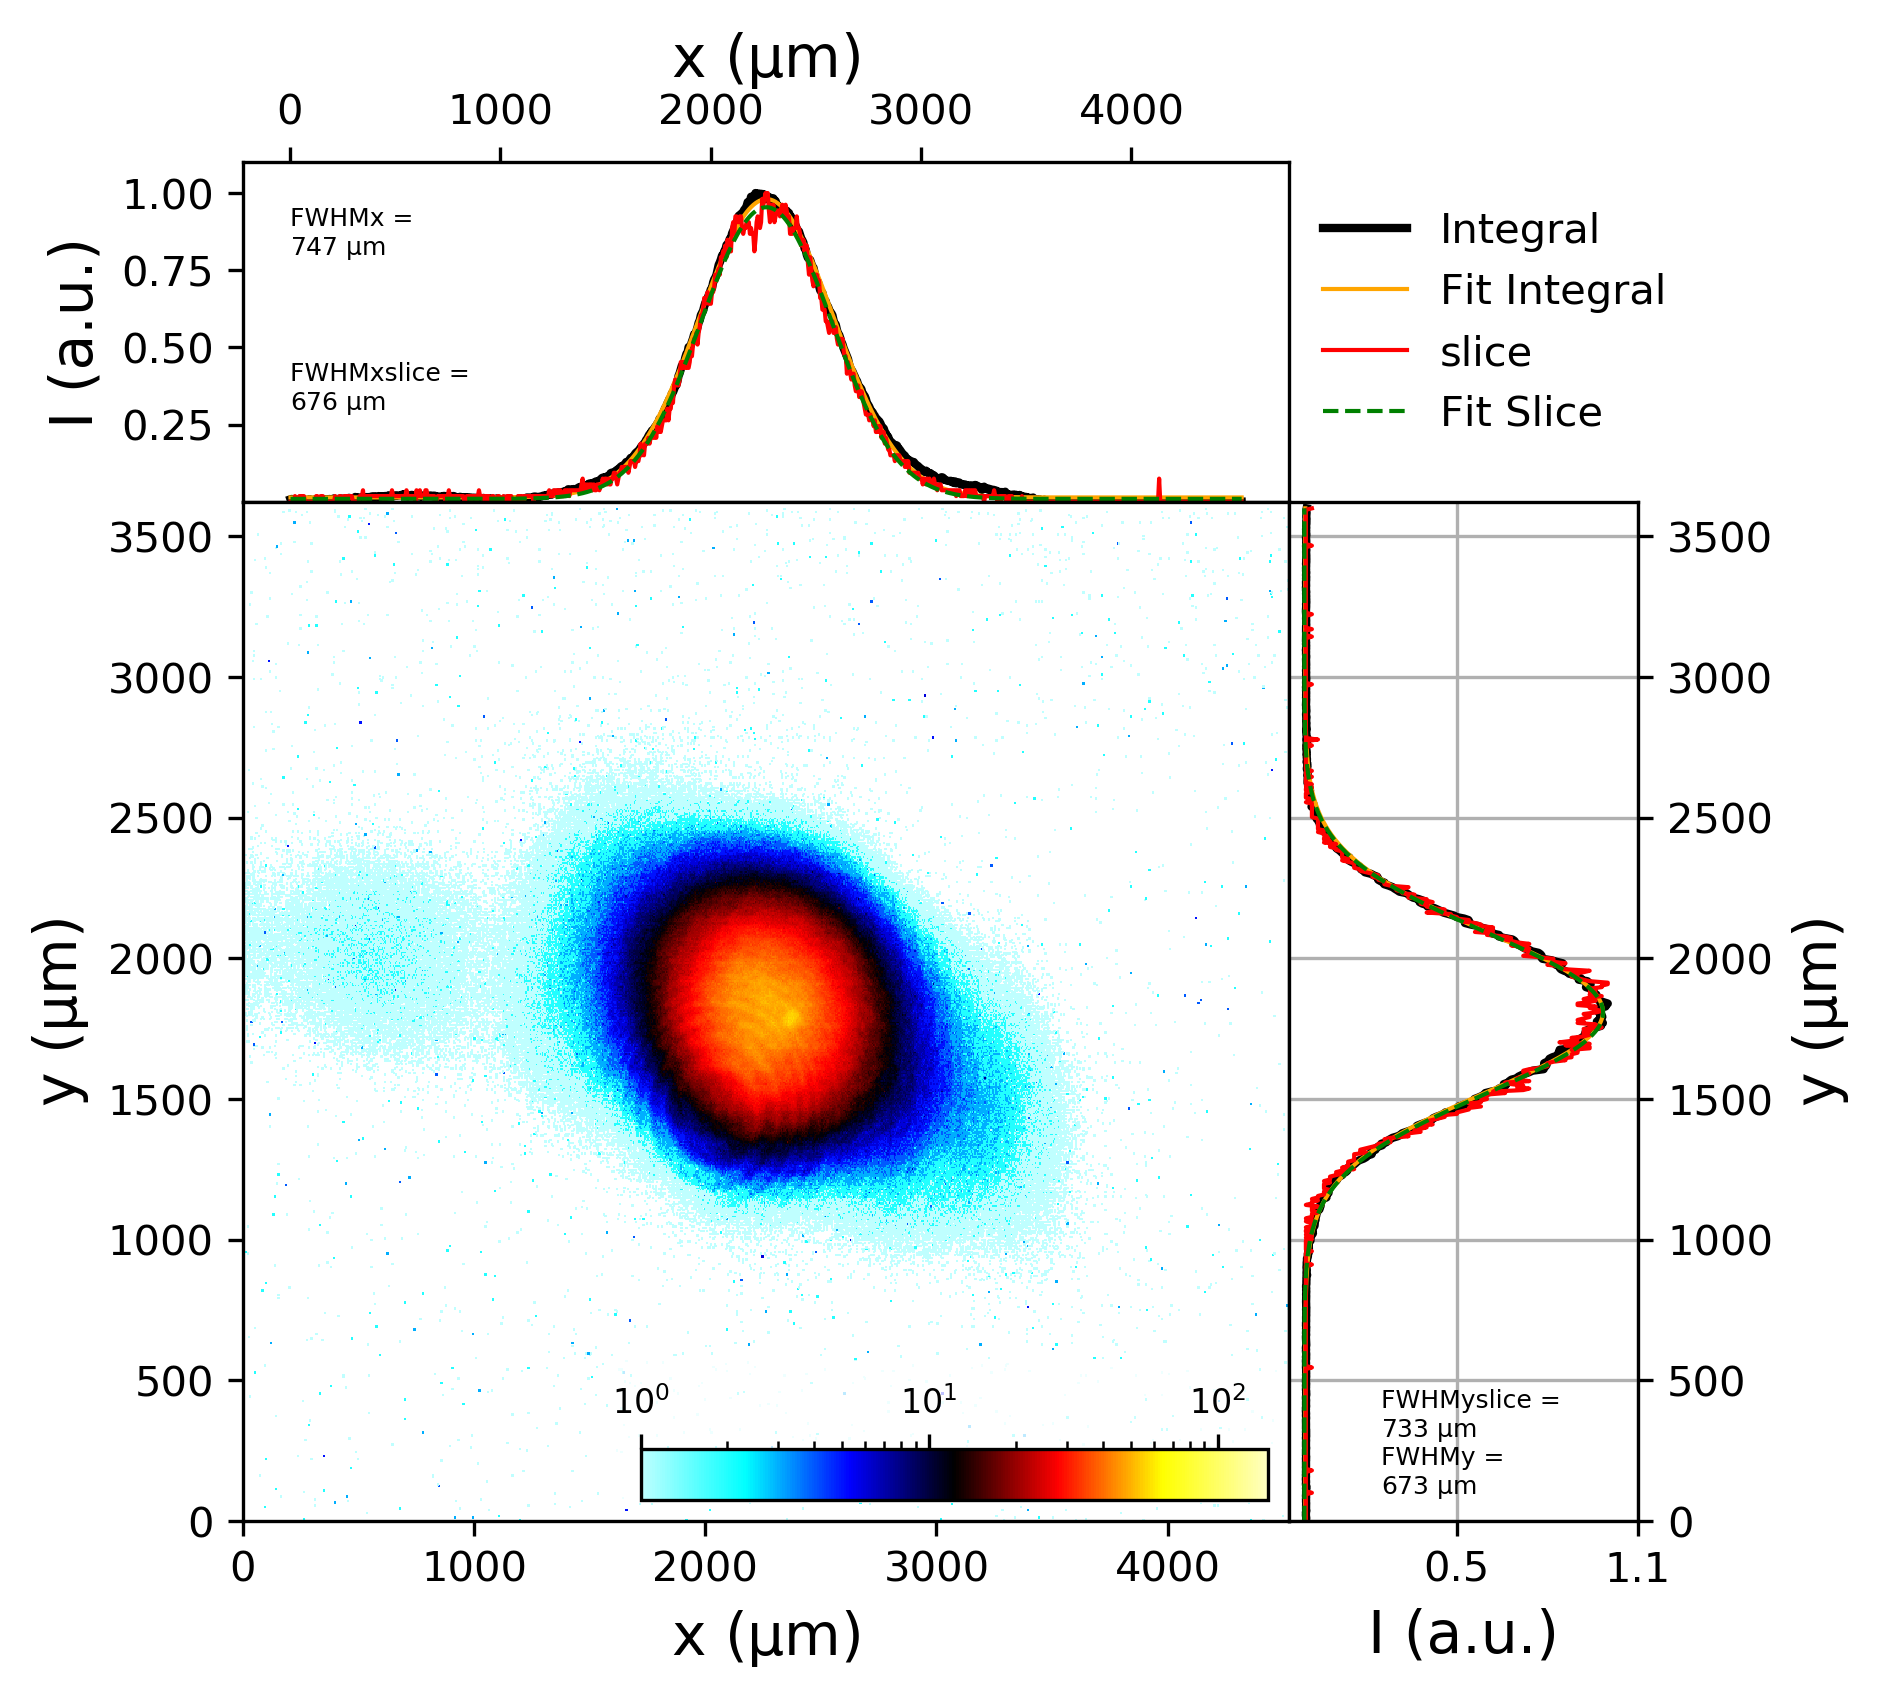 x (µm)
0 1000 2000 3000 4000
1.00
0.75
0.50
0.25
I (a.u.)
FWHMx =
747 µm
FWHMxslice =
676 µm
Integral
Fit Integral
slice
Fit Slice
3500
3000
2500
2000
1500
1000
500
0
y (µm)
10⁰ 10¹ 10²
0 1000 2000 3000 4000
x (µm)
FWHMyslice =
733 µm
FWHMy =
673 µm
3500
3000
2500
2000
1500
1000
500
0
y (µm)
0.5 1.1
I (a.u.)